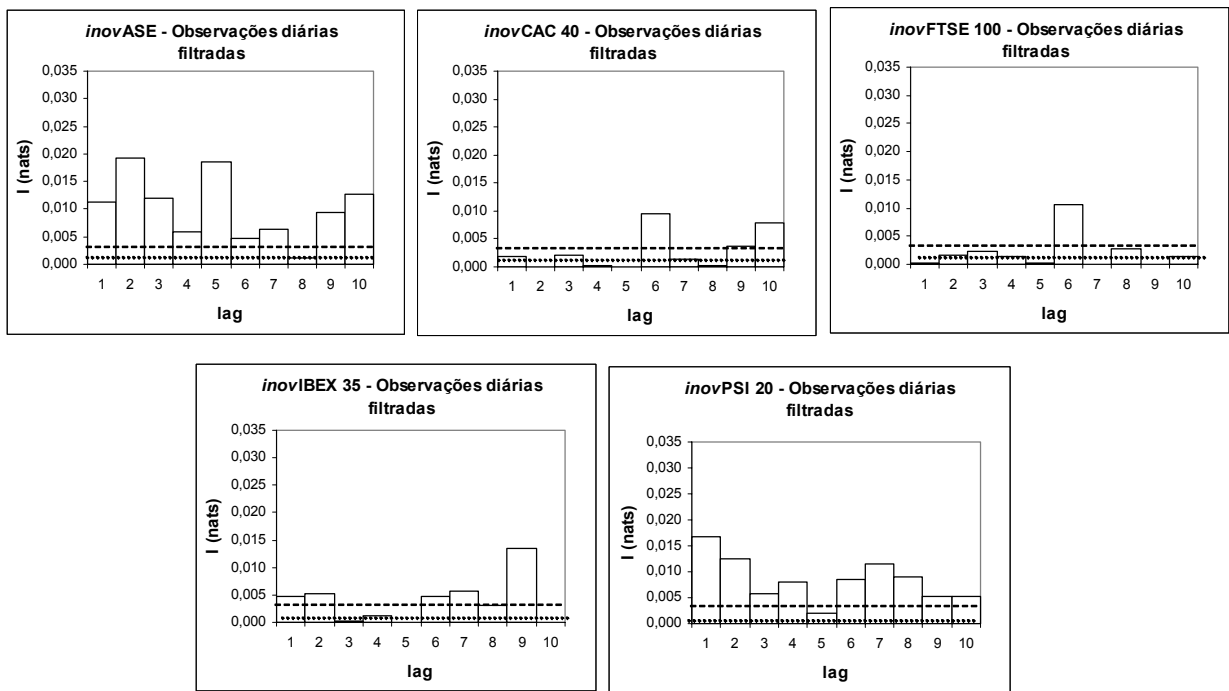 inovASE - Observações diárias
filtradas
0,035
0,030
0,025
0,020
0,015
0,010
0,005
0,000
I (nats)
1 2 3 4 5 6 7 8 9 10
lag
inovCAC 40 - Observações diárias
filtradas
0,035
0,030
0,025
0,020
0,015
0,010
0,005
0,000
I (nats)
1 2 3 4 5 6 7 8 9 10
lag
inovFTSE 100 - Observações diárias
filtradas
0,035
0,030
0,025
0,020
0,015
0,010
0,005
0,000
I (nats)
1 2 3 4 5 6 7 8 9 10
lag
inovIBEX 35 - Observações diárias
filtradas
0,035
0,030
0,025
0,020
0,015
0,010
0,005
0,000
I (nats)
1 2 3 4 5 6 7 8 9 10
lag
inovPSI 20 - Observações diárias
filtradas
0,035
0,030
0,025
0,020
0,015
0,010
0,005
0,000
I (nats)
1 2 3 4 5 6 7 8 9 10
lag